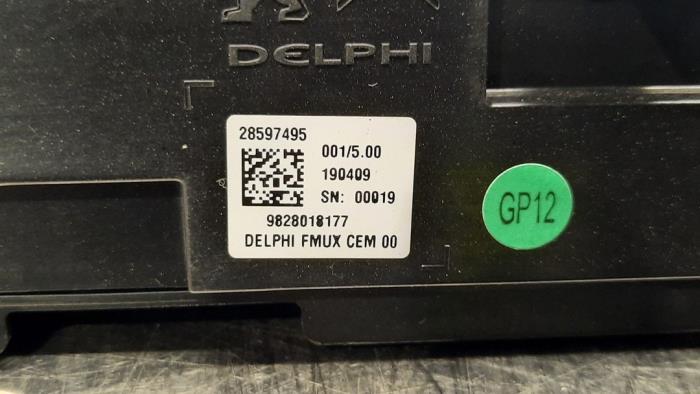 DELPHI
28597495
001/5.00
190409
SN: 00019
9828018177
DELPHI FMUX CEM 00
GP12